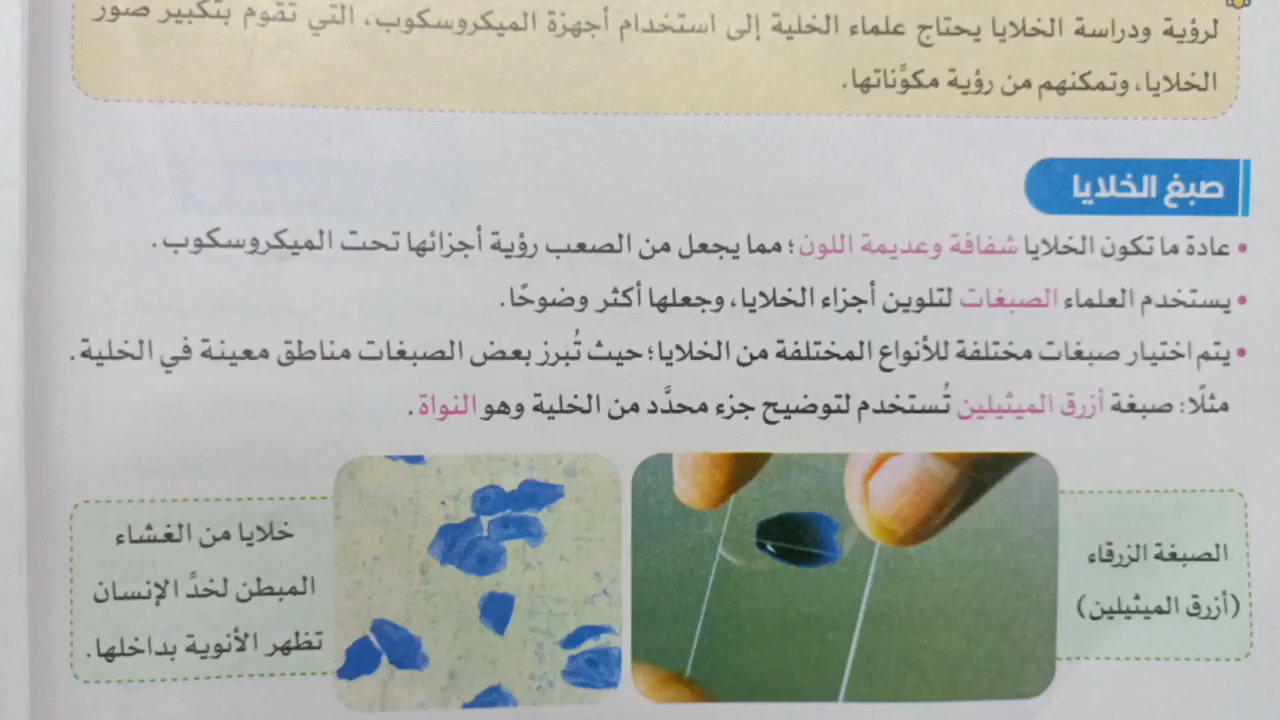 لرؤية ودراسة الخلايا يحتاج علماء الخلية إلى استخدام أجهزة الميكروسكوب، التي تقوم بتكبير صور
الخلايا، وتمكنهم من رؤية مكوِّناتها.
صبغ الخلايا
• عادة ما تكون الخلايا شفافة وعديمة اللون؛ مما يجعل من الصعب رؤية أجزائها تحت الميكروسكوب.
• يستخدم العلماء الصبغات لتلوين أجزاء الخلايا، وجعلها أكثر وضوحًا.
• يتم اختيار صبغات مختلفة للأنواع المختلفة من الخلايا؛ حيث تُبرز بعض الصبغات مناطق معينة في الخلية.
مثلًا: صبغة أزرق الميثيلين تُستخدم لتوضيح جزء محدَّد من الخلية وهو النواة.
الصبغة الزرقاء
(أزرق الميثيلين)
خلايا من الغشاء
المبطن لخدِّ الإنسان
تظهر الأنوية بداخلها.